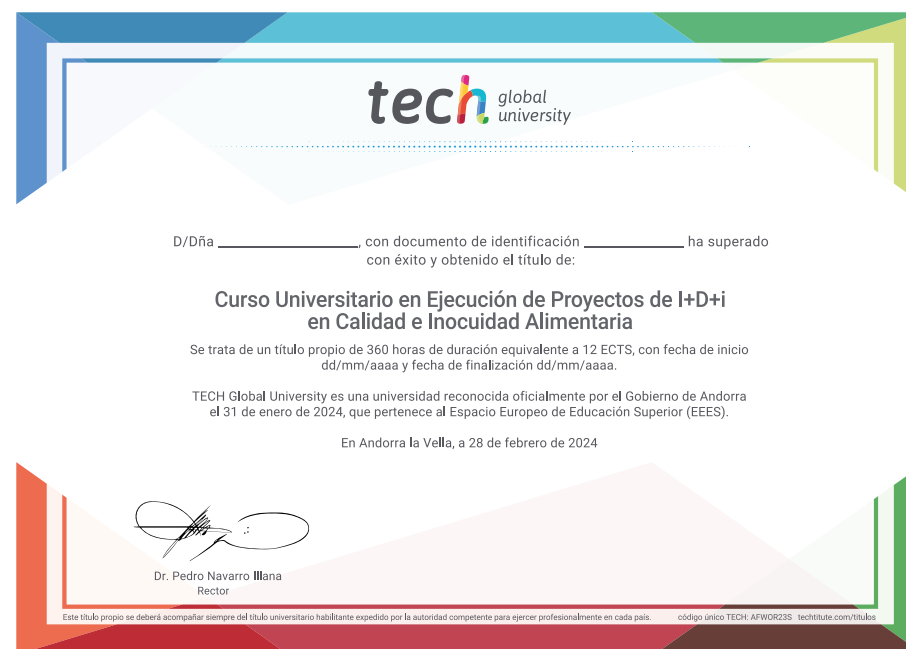 tech global university
D/Dña ____________________, con documento de identificación ______________ ha superado
con éxito y obtenido el título de:
Curso Universitario en Ejecución de Proyectos de I+D+i
en Calidad e Inocuidad Alimentaria
Se trata de un título propio de 360 horas de duración equivalente a 12 ECTS, con fecha de inicio
dd/mm/aaaa y fecha de finalización dd/mm/aaaa.
TECH Global University es una universidad reconocida oficialmente por el Gobierno de Andorra
el 31 de enero de 2024, que pertenece al Espacio Europeo de Educación Superior (EEES).
En Andorra la Vella, a 28 de febrero de 2024
Dr. Pedro Navarro Illana
Rector
Este título propio se deberá acompañar siempre del título universitario habilitante expedido por la autoridad competente para ejercer profesionalmente en cada país. código único TECH: AFWOR23S techtitute.com/titulos